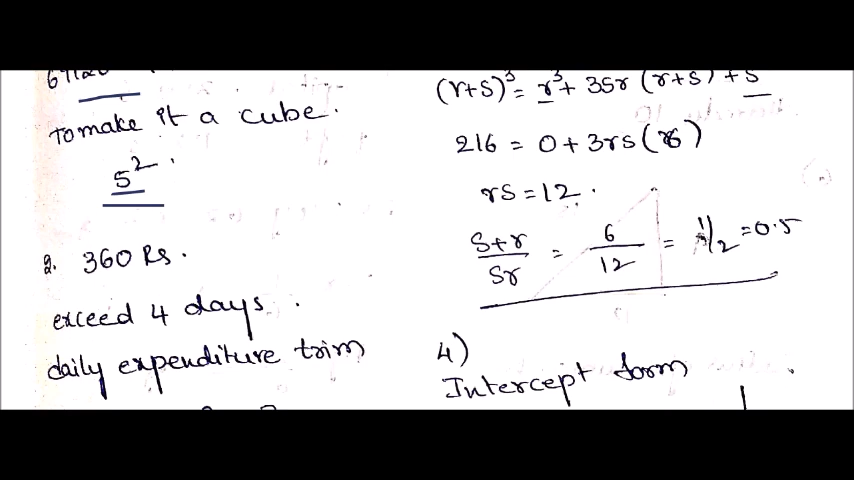 to make it a cube.
5²
2. 360 Rs.
exceed 4 days.
daily expenditure trim
(r+s)³ = r³ + 3sr (r+s) + s
216 = 0 + 3rs(6)
rs = 12.
s+r/sr = 6/12 = 1/2 = 0.5
4)
Intercept form